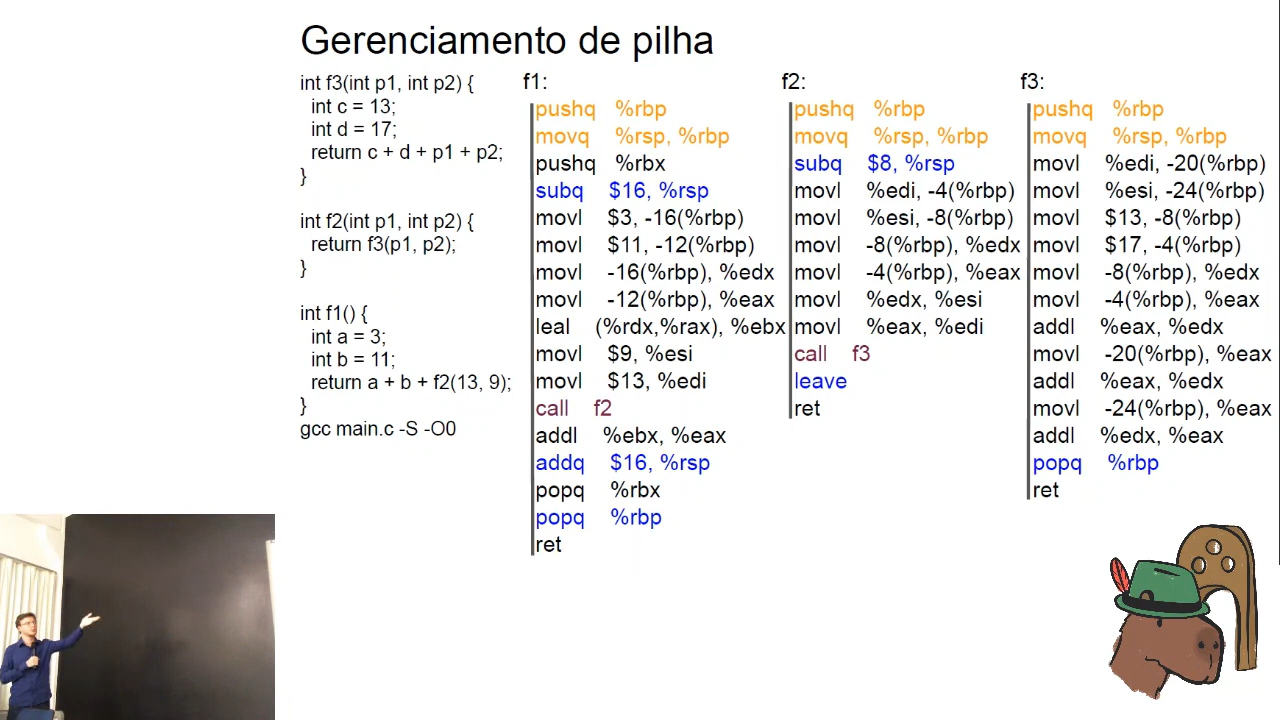 Gerenciamento de pilha
int f3(int p1, int p2) {
int c = 13;
int d = 17;
return c + d + p1 + p2;
}
int f2(int p1, int p2) {
return f3(p1, p2);
}
int f1() {
int a = 3;
int b = 11;
return a + b + f2(13, 9);
}
gcc main.c -S -O0
f1:
pushq %rbp
movq %rsp, %rbp
pushq %rbx
subq $16, %rsp
movl $3, -16(%rbp)
movl $11, -12(%rbp)
movl -16(%rbp), %edx
movl -12(%rbp), %eax
leal (%rdx,%rax), %ebx
movl $9, %esi
movl $13, %edi
call f2
addl %ebx, %eax
addq $16, %rsp
popq %rbx
popq %rbp
ret
f2:
pushq %rbp
movq %rsp, %rbp
subq $8, %rsp
movl %edi, -4(%rbp)
movl %esi, -8(%rbp)
movl -8(%rbp), %edx
movl -4(%rbp), %eax
movl %edx, %esi
movl %eax, %edi
call f3
leave
ret
f3:
pushq %rbp
movq %rsp, %rbp
movl %edi, -20(%rbp)
movl %esi, -24(%rbp)
movl $13, -8(%rbp)
movl $17, -4(%rbp)
movl -8(%rbp), %edx
movl -4(%rbp), %eax
addl %eax, %edx
movl -20(%rbp), %eax
addl %eax, %edx
movl -24(%rbp), %eax
addl %edx, %eax
popq %rbp
ret